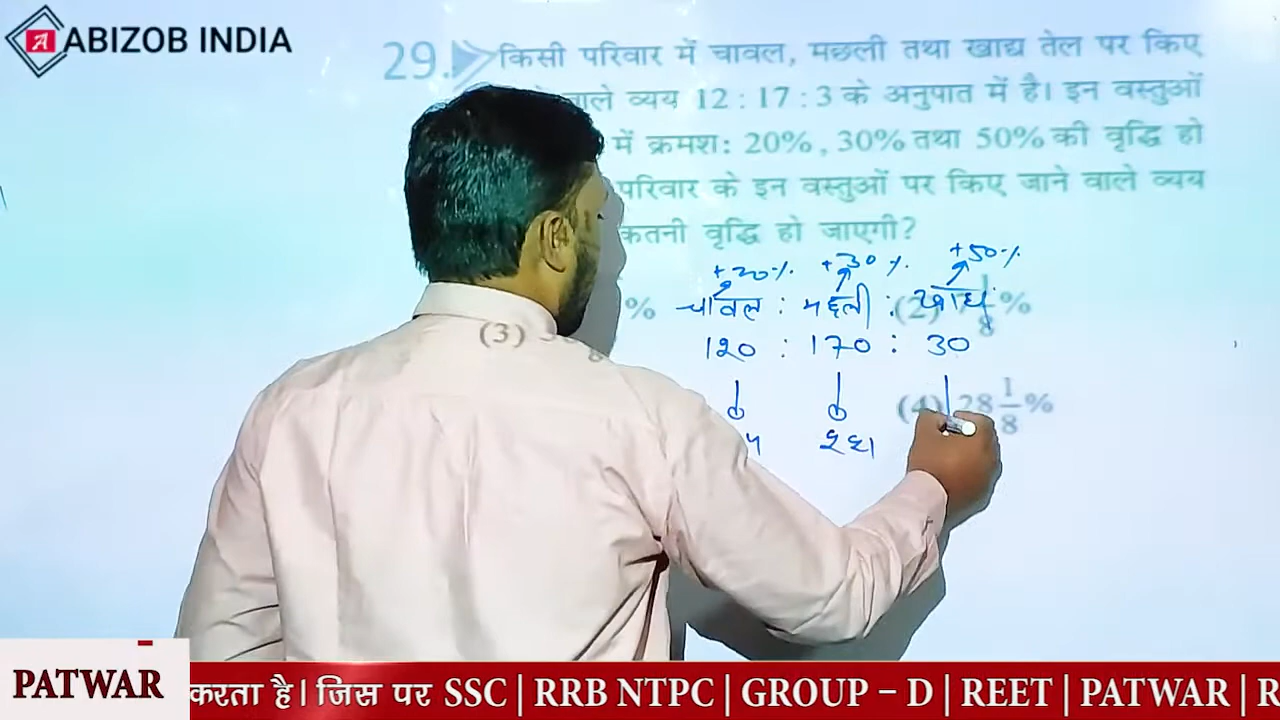 ABIZOB INDIA
29. किसी परिवार में चावल, मछली तथा खाद्य तेल पर किए
वाले व्यय 12 : 17 : 3 के अनुपात में है। इन वस्तुओं
में क्रमश: 20%, 30% तथा 50% की वृद्धि हो
परिवार के इन वस्तुओं पर किए जाने वाले व्यय
वृद्धि हो जाएगी?
+20% +30% +50%
चावल : मछली : खाद्य
% (2) 1/8 %
(3)
120 : 170 : 30
(4) 28 1/8 %
PATWAR
करता है। जिस पर SSC | RRB NTPC | GROUP – D | REET | PATWAR | R